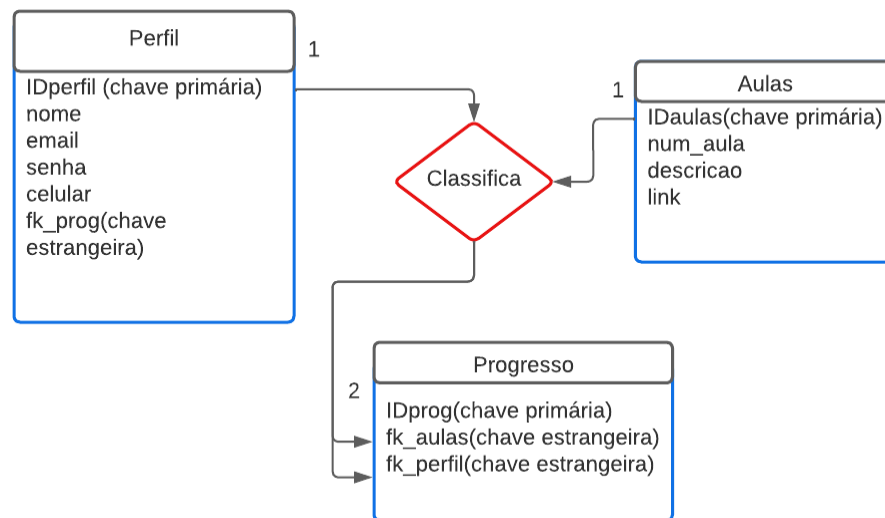 Perfil
1
IDperfil (chave primária)
nome
email
senha
celular
fk_prog(chave
estrangeira)
Classifica
1
Aulas
IDaulas(chave primária)
num_aula
descricao
link
2
Progresso
IDprog(chave primária)
fk_aulas(chave estrangeira)
fk_perfil(chave estrangeira)